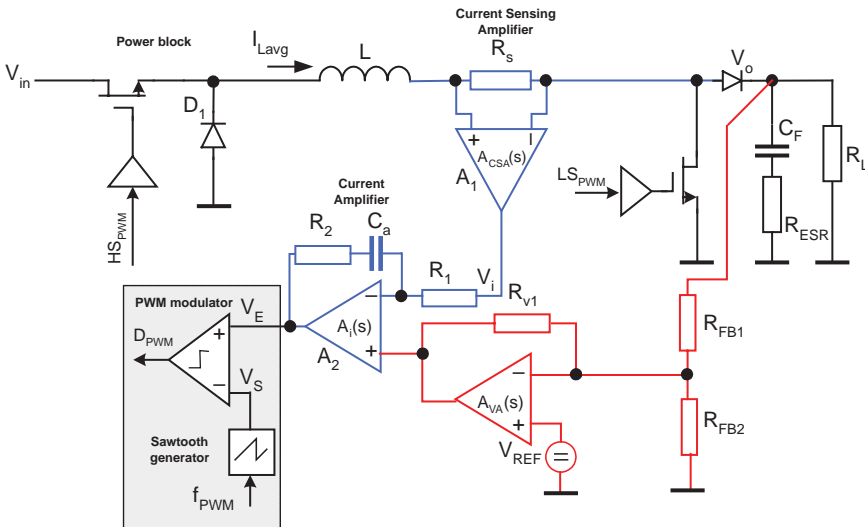 Current Sensing
Amplifier
Power block
I_Lavg
L
R_s
V_o
V_in
D_1
+
–
A_CSA(s)
A_1
C_F
R_L
LS_PWM
R_ESR
HS_PWM
Current
Amplifier
R_2
C_a
R_1
V_i
R_v1
PWM modulator
V_E
–
A_i(s)
+
A_2
R_FB1
D_PWM
+
–
V_S
–
A_VA(s)
+
R_FB2
Sawtooth
generator
V_REF
=
f_PWM